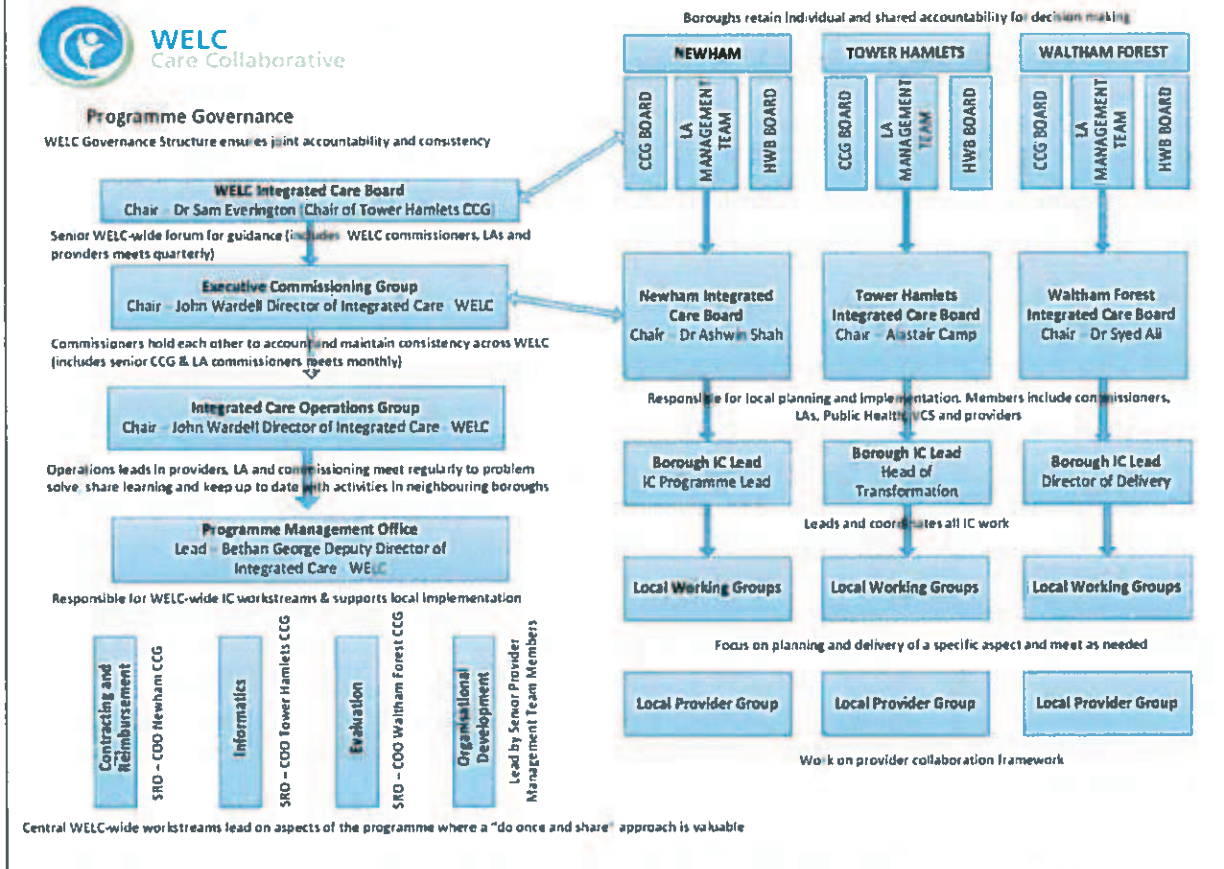 WELC
Care Collaborative
Programme Governance
WELC Governance Structure ensures joint accountability and consistency
WELC Integrated Care Board
Chair – Dr Sam Everington (Chair of Tower Hamlets CCG)
Senior WELC-wide forum for guidance (includes WELC commissioners, LAs and
providers meets quarterly)
Executive Commissioning Group
Chair – John Wardell Director of Integrated Care - WELC
Commissioners hold each other to account and maintain consistency across WELC
(includes senior CCG & LA commissioners meets monthly)
Integrated Care Operations Group
Chair – John Wardell Director of Integrated Care - WELC
Operations leads in providers, LA and commissioning meet regularly to problem
solve, share learning and keep up to date with activities in neighbouring boroughs
Programme Management Office
Lead – Bethan George Deputy Director of
Integrated Care - WELC
Responsible for WELC-wide IC workstreams & supports local implementation
Contracting and
Reimbursement
SRO – COO Newham CCG
Informatics
SRO – COO Tower Hamlets CCG
Evaluation
SRO – COO Waltham Forest CCG
Organisational
Development
Lead by Senior Provider
Management Team Members
Central WELC-wide workstreams lead on aspects of the programme where a "do once and share" approach is valuable
Boroughs retain individual and shared accountability for decision making
NEWHAM
CCG BOARD
LA
MANAGEMENT
TEAM
HWB BOARD
TOWER HAMLETS
CCG BOARD
LA
MANAGEMENT
TEAM
HWB BOARD
WALTHAM FOREST
CCG BOARD
LA
MANAGEMENT
TEAM
HWB BOARD
Newham Integrated
Care Board
Chair – Dr Ashwin Shah
Tower Hamlets
Integrated Care Board
Chair – Alastair Camp
Waltham Forest
Integrated Care Board
Chair – Dr Syed Ali
Responsible for local planning and implementation. Members include commissioners,
LAs, Public Health, VCS and providers
Borough IC Lead
IC Programme Lead
Borough IC Lead
Head of
Transformation
Borough IC Lead
Director of Delivery
Leads and coordinates all IC work
Local Working Groups
Local Working Groups
Local Working Groups
Focus on planning and delivery of a specific aspect and meet as needed
Local Provider Group
Local Provider Group
Local Provider Group
Work on provider collaboration framework